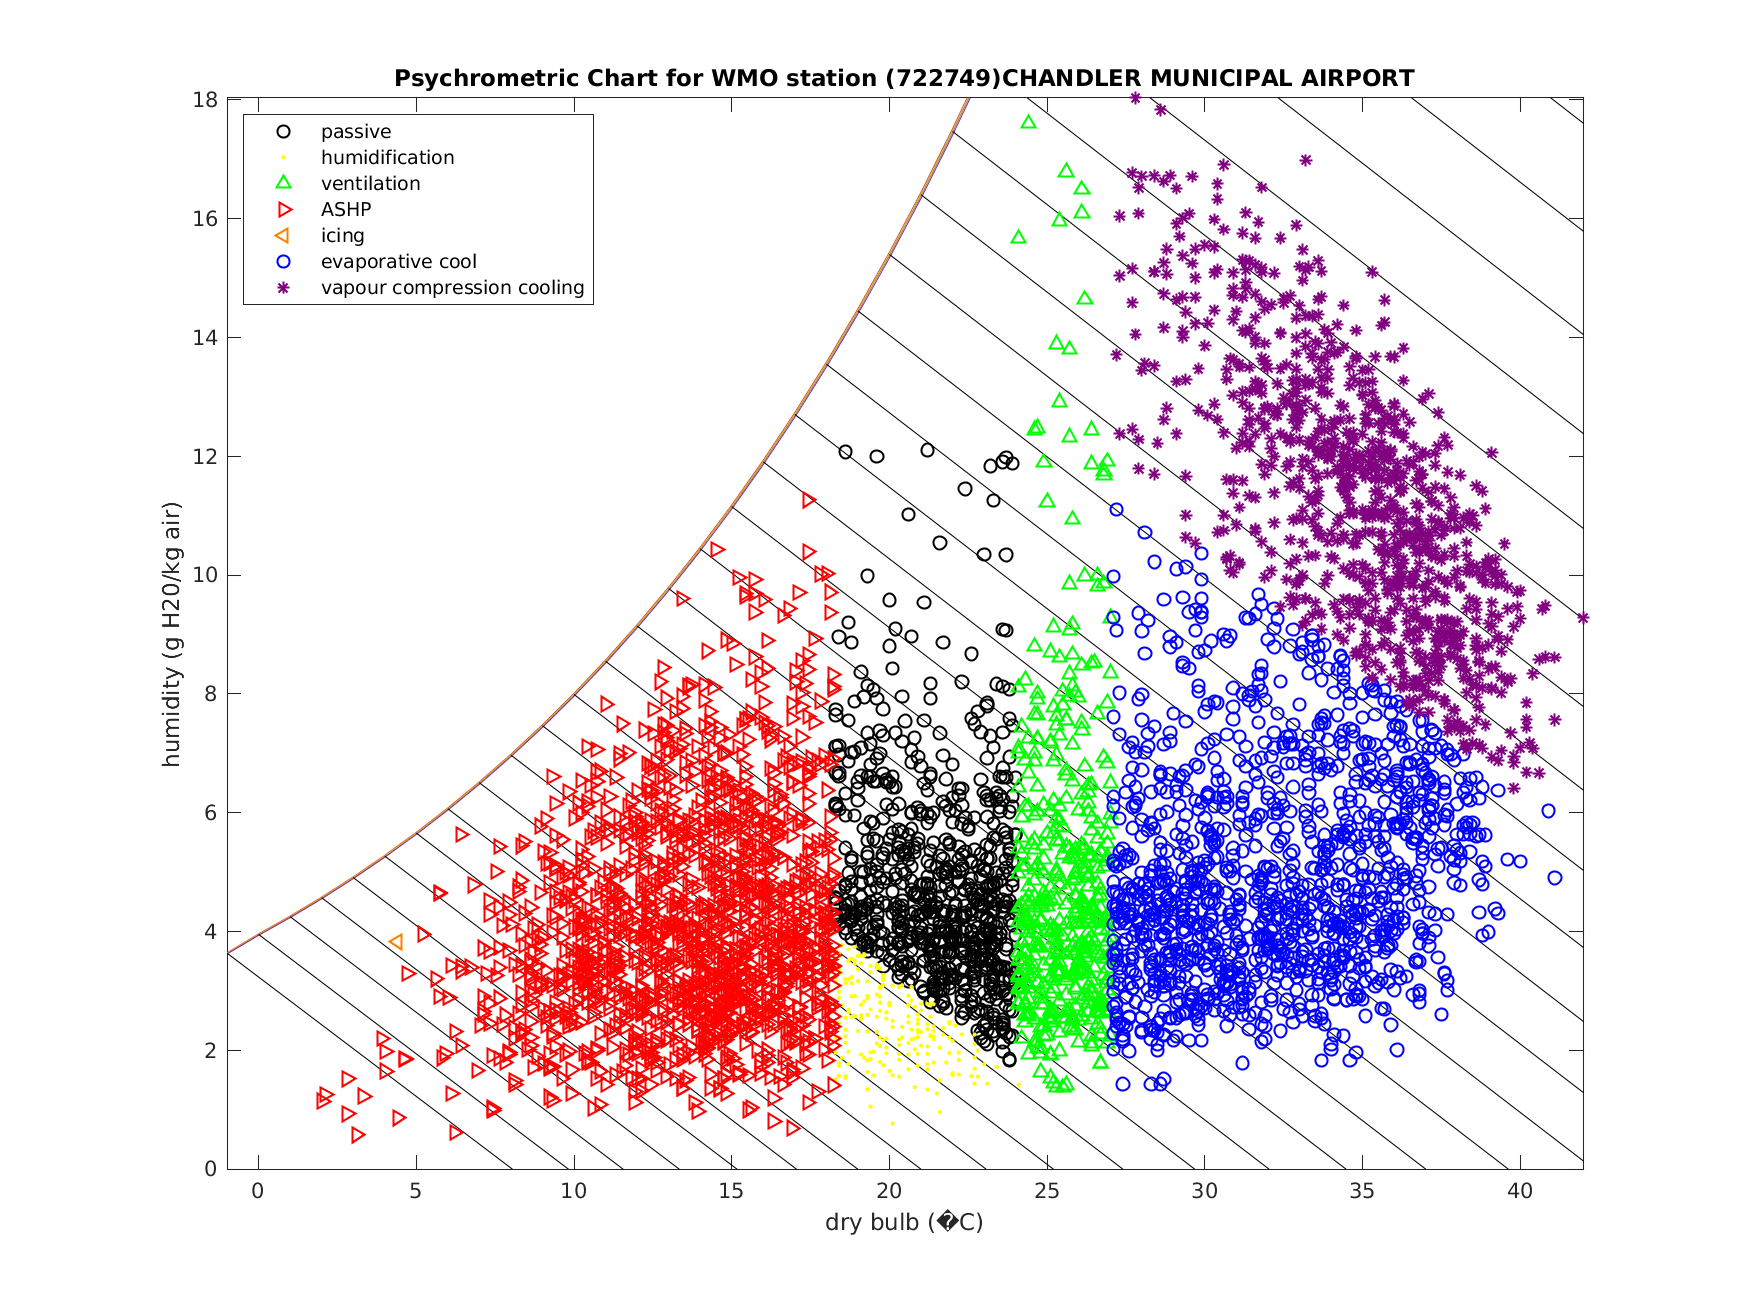 Psychrometric Chart for WMO station (722749)CHANDLER MUNICIPAL AIRPORT
18
16
14
12
10
8
6
4
2
0
humidity (g H20/kg air)
passive
humidification
ventilation
ASHP
icing
evaporative cool
vapour compression cooling
0 5 10 15 20 25 30 35 40
dry bulb (�C)